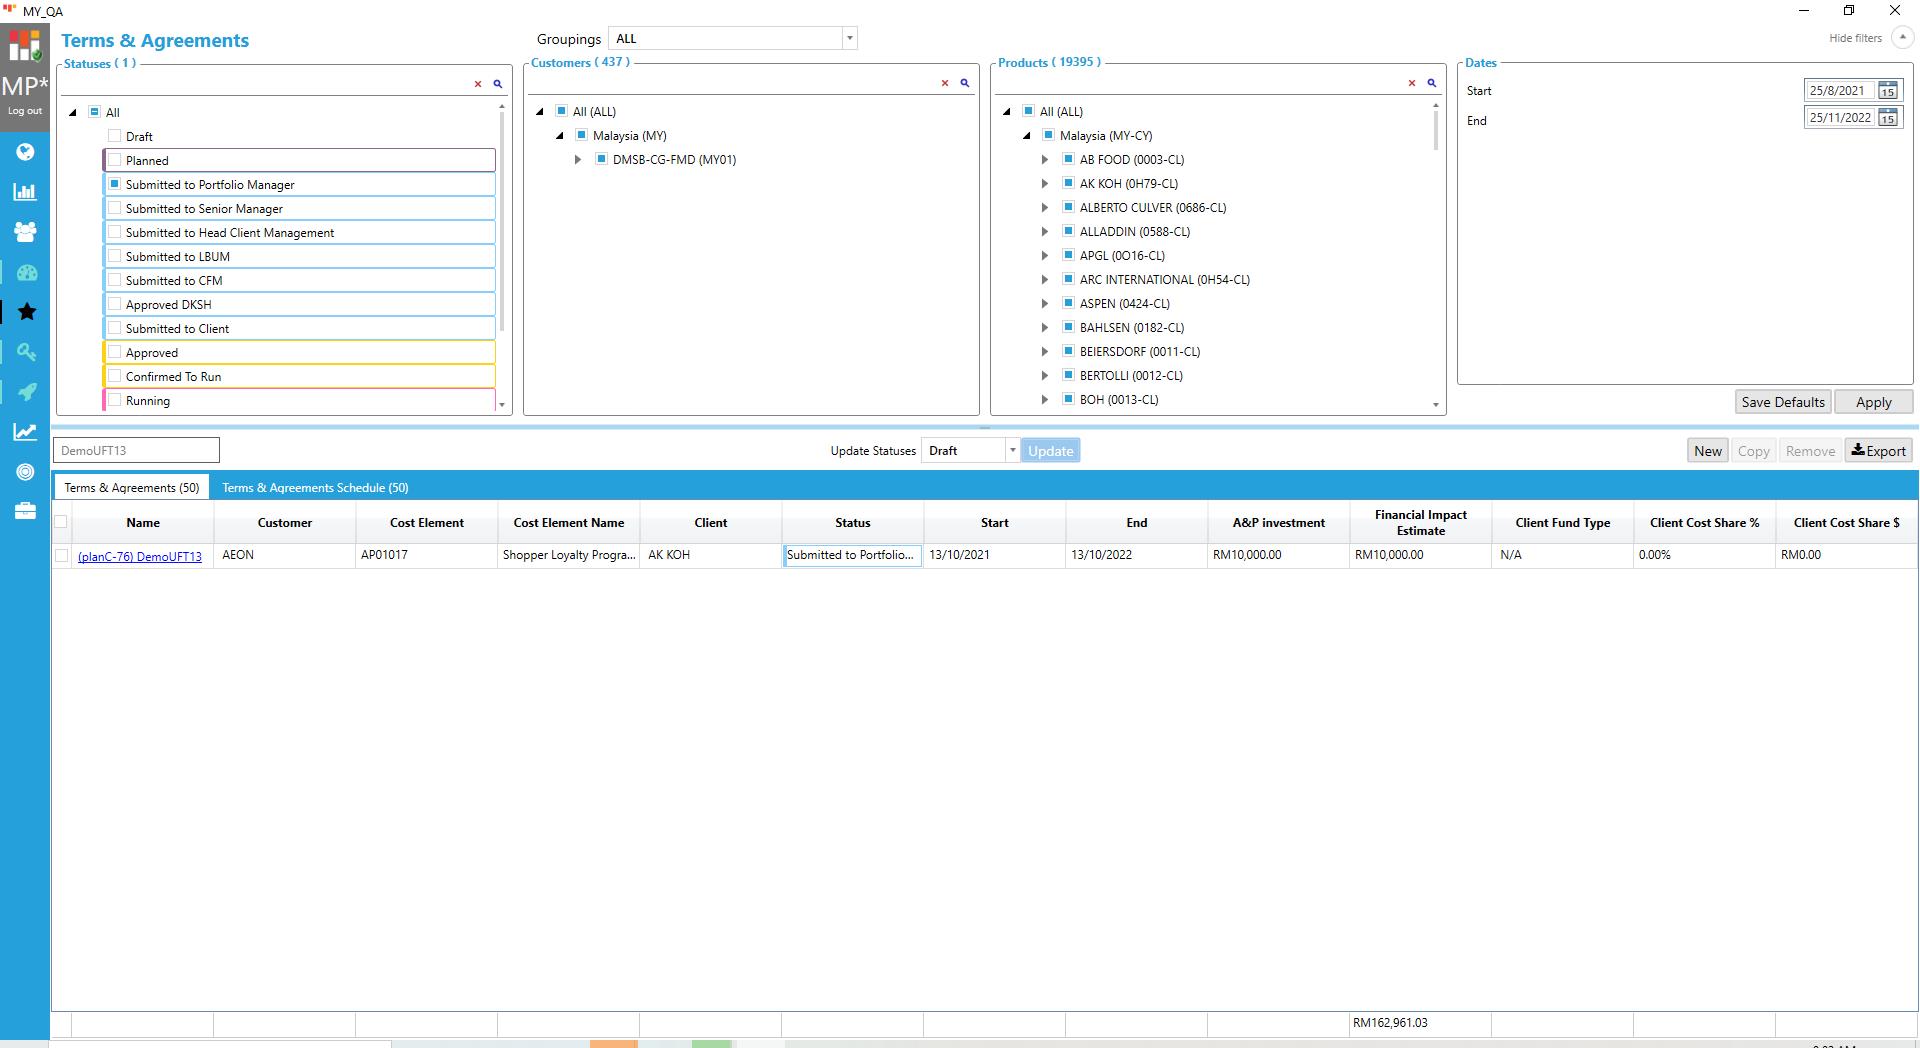 MY_QA
MP*
Log out
Terms & Agreements
Groupings ALL
Hide filters
Statuses ( 1 )
All
Draft
Planned
Submitted to Portfolio Manager
Submitted to Senior Manager
Submitted to Head Client Management
Submitted to LBUM
Submitted to CFM
Approved DKSH
Submitted to Client
Approved
Confirmed To Run
Running
Customers ( 437 )
All (ALL)
Malaysia (MY)
DMSB-CG-FMD (MY01)
Products ( 19395 )
All (ALL)
Malaysia (MY-CY)
AB FOOD (0003-CL)
AK KOH (0H79-CL)
ALBERTO CULVER (0686-CL)
ALLADDIN (0588-CL)
APGL (0O16-CL)
ARC INTERNATIONAL (0H54-CL)
ASPEN (0424-CL)
BAHLSEN (0182-CL)
BEIERSDORF (0011-CL)
BERTOLLI (0012-CL)
BOH (0013-CL)
Dates
Start 25/8/2021 15
End 25/11/2022 15
Save Defaults Apply
DemoUFT13 Update Statuses Draft Update New Copy Remove Export
Terms & Agreements (50) Terms & Agreements Schedule (50)
Name Customer Cost Element Cost Element Name Client Status Start End A&P investment Financial Impact Estimate Client Fund Type Client Cost Share % Client Cost Share $
(planC-76) DemoUFT13 AEON AP01017 Shopper Loyalty Progra... AK KOH Submitted to Portfolio... 13/10/2021 13/10/2022 RM10,000.00 RM10,000.00 N/A 0.00% RM0.00
RM162,961.03